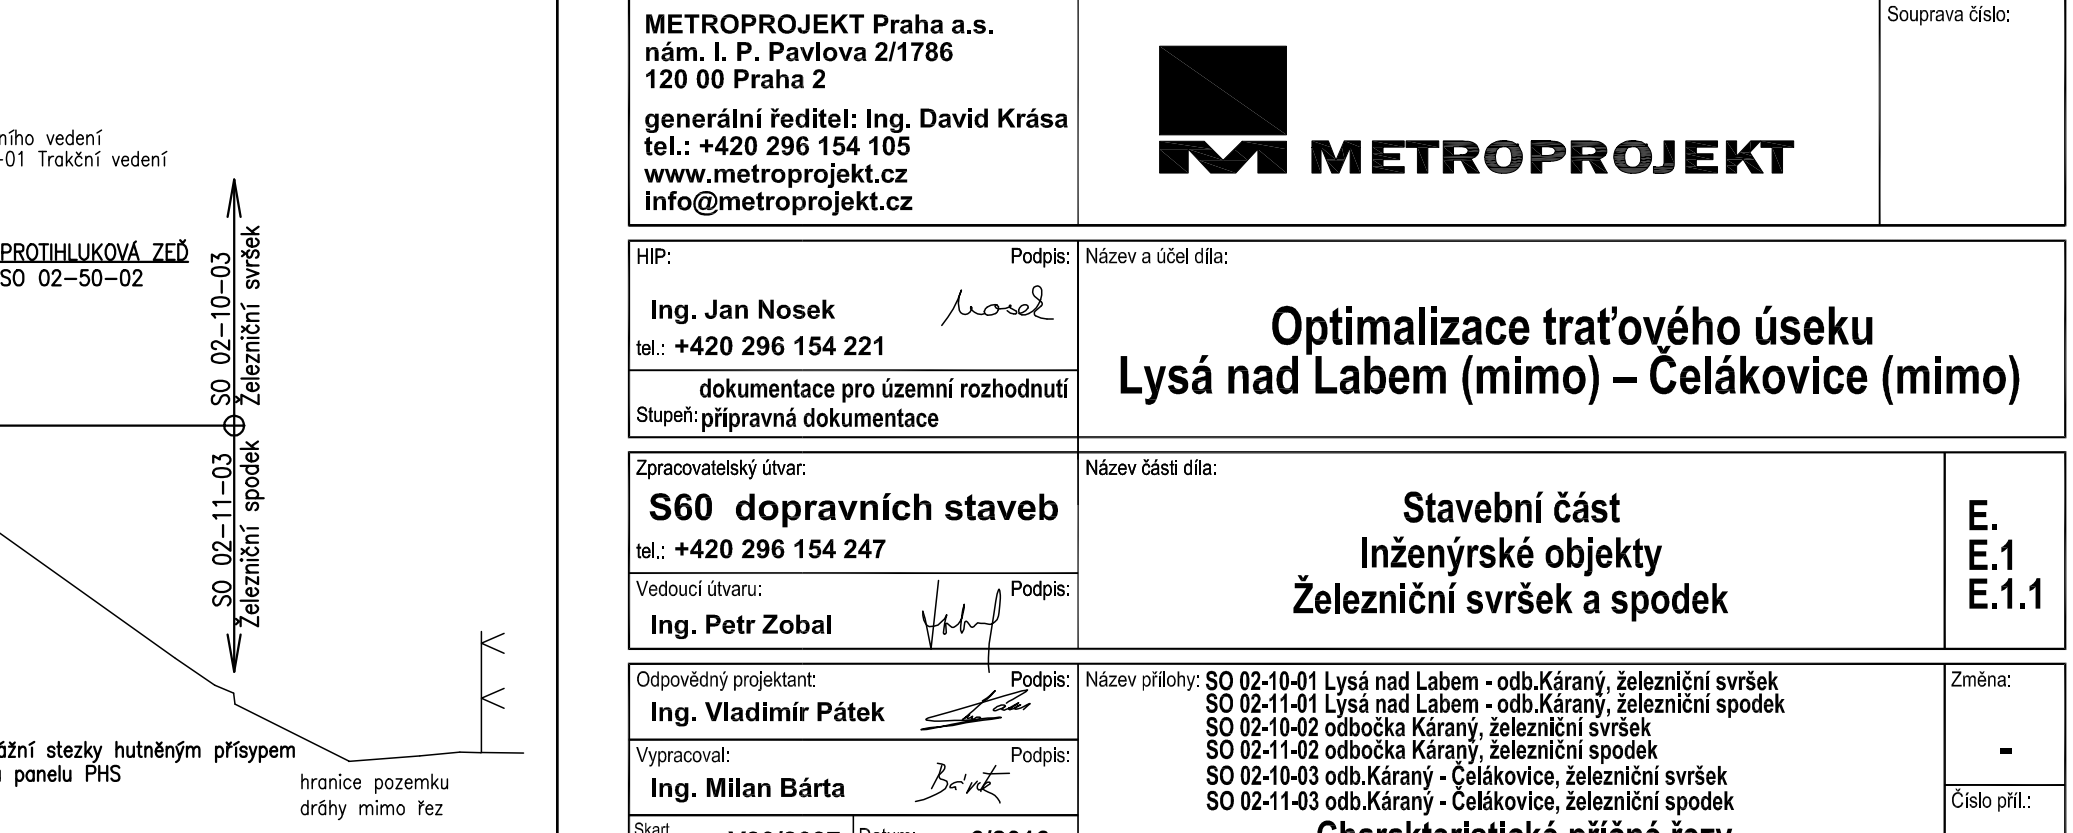 ního vedení
-01 Trakční vedení
PROTIHLUKOVÁ ZEĎ
SO 02-50-02
SO 02-10-03
Železniční svršek
SO 02-11-03
Železniční spodek
ážní stezky hutněným přísypem
panelu PHS
hranice pozemku
dráhy mimo řez
METROPROJEKT Praha a.s.
nám. I. P. Pavlova 2/1786
120 00 Praha 2
generální ředitel: Ing. David Krása
tel.: +420 296 154 105
www.metroprojekt.cz
info@metroprojekt.cz
METROPROJEKT
Souprava číslo:
HIP: Podpis:
Ing. Jan Nosek Nosek
tel.: +420 296 154 221
dokumentace pro územní rozhodnutí
Stupeň: přípravná dokumentace
Název a účel díla:
Optimalizace traťového úseku
Lysá nad Labem (mimo) – Čelákovice (mimo)
Zpracovatelský útvar:
S60 dopravních staveb
tel.: +420 296 154 247
Vedoucí útvaru: Podpis:
Ing. Petr Zobal
Název části díla:
Stavební část
Inženýrské objekty
Železniční svršek a spodek
E.
E.1
E.1.1
Odpovědný projektant: Podpis:
Ing. Vladimír Pátek
Vypracoval: Podpis:
Ing. Milan Bárta Bárta
Skart.
Datum:
Název přílohy: SO 02-10-01 Lysá nad Labem - odb.Káraný, železniční svršek
SO 02-11-01 Lysá nad Labem - odb.Káraný, železniční spodek
SO 02-10-02 odbočka Káraný, železniční svršek
SO 02-11-02 odbočka Káraný, železniční spodek
SO 02-10-03 odb.Káraný - Čelákovice, železniční svršek
SO 02-11-03 odb.Káraný - Čelákovice, železniční spodek
Charakteristické příčné řezy
Změna:
-
Číslo příl.: